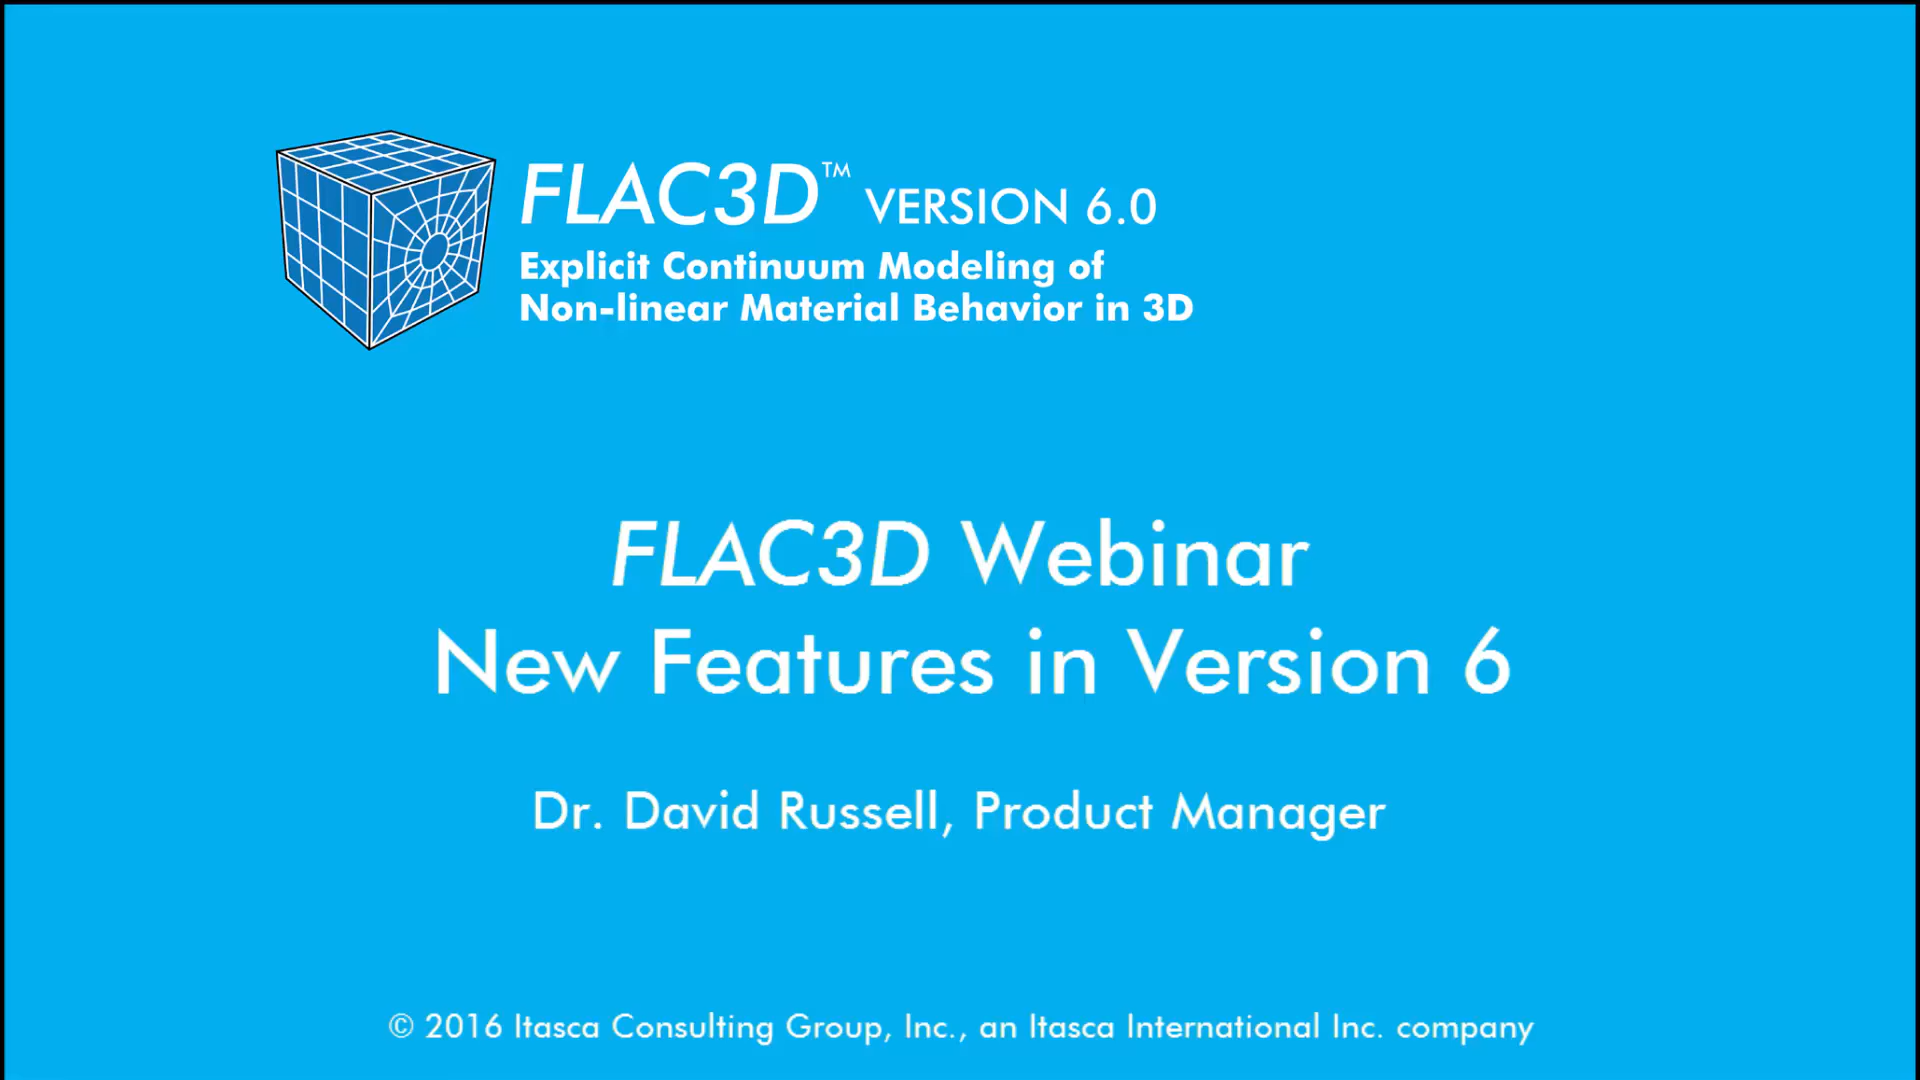 FLAC3D™ VERSION 6.0
Explicit Continuum Modeling of
Non-linear Material Behavior in 3D
FLAC3D Webinar
New Features in Version 6
Dr. David Russell, Product Manager
© 2016 Itasca Consulting Group, Inc., an Itasca International Inc. company